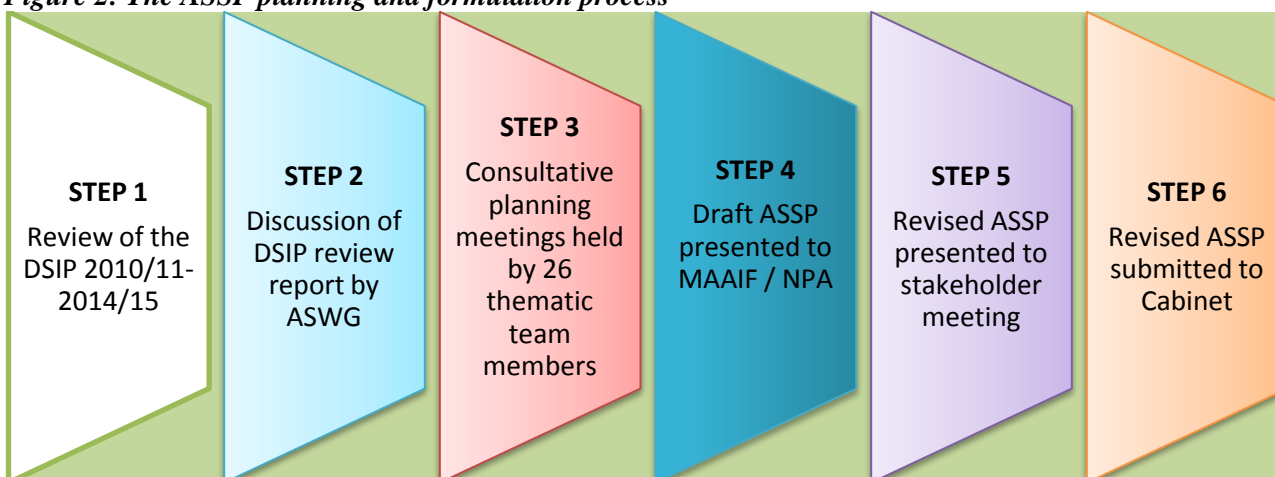 Figure 2: The ASSP planning and formulation process
STEP 1
Review of the
DSIP 2010/11-
2014/15
STEP 2
Discussion of
DSIP review
report by
ASWG
STEP 3
Consultative
planning
meetings held
by 26
thematic
team
members
STEP 4
Draft ASSP
presented to
MAAIF / NPA
STEP 5
Revised ASSP
presented to
stakeholder
meeting
STEP 6
Revised ASSP
submitted to
Cabinet